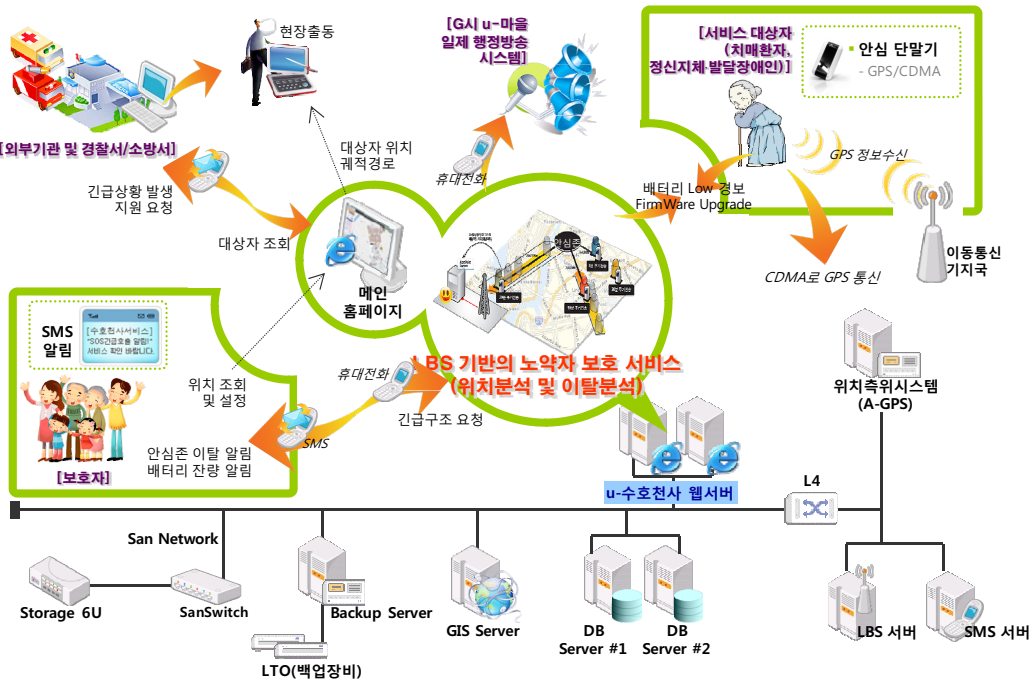 현장출동
[G시 u-마을
일제 행정방송
시스템]
[서비스 대상자
(치매환자,
정신지체 발달장애인)]
▪ 안심 단말기
- GPS/CDMA
[외부기관 및 경찰서/소방서]
대상자 위치
궤적경로
휴대전화
GPS 정보수신
긴급상황 발생
지원 요청
배터리 Low 경보
FirmWare Upgrade
대상자 조회
안심존
이동통신
기지국
CDMA로 GPS 통신
메인
홈페이지
SMS
알림
[수호천사서비스]
"SOS긴급호출 알림!"
서비스 확인 바랍니다.
LBS 기반의 노약자 보호 서비스
(위치분석 및 이탈분석)
휴대전화
위치 조회
및 설정
위치측위시스템
(A-GPS)
긴급구조 요청
SMS
안심존 이탈 알림
배터리 잔량 알림
[보호자]
u-수호천사 웹서버
L4
San Network
Storage 6U
SanSwitch
Backup Server
GIS Server
DB
Server #1
DB
Server #2
LBS 서버
SMS 서버
LTO(백업장비)